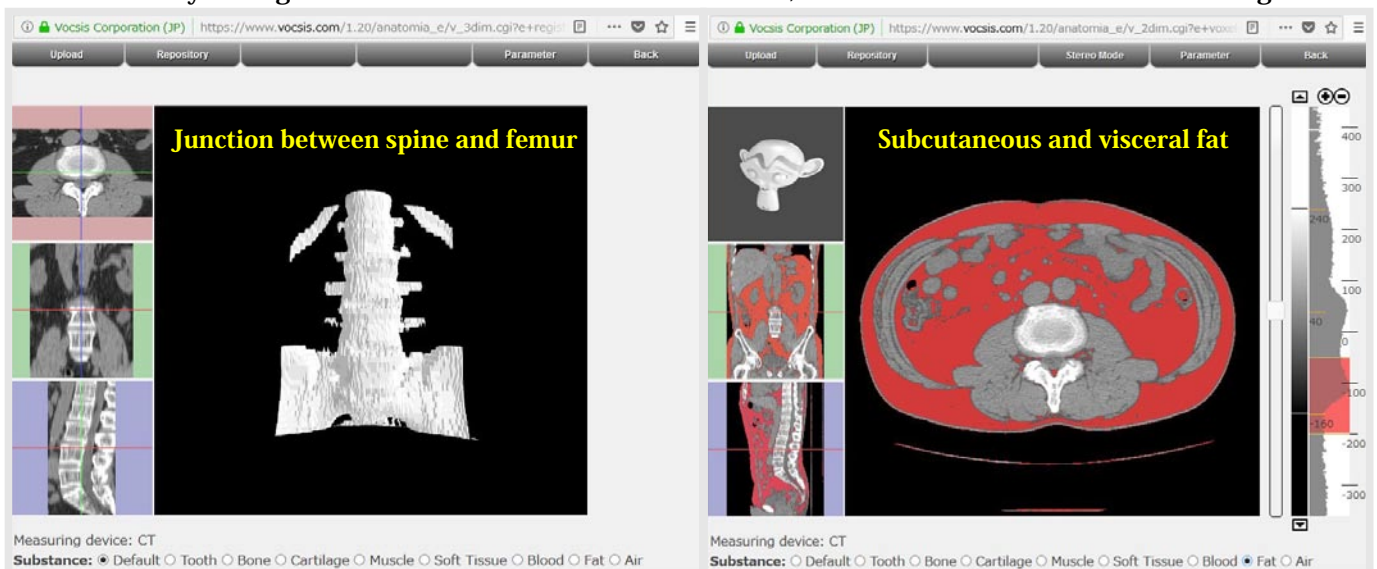 Vocsis Corporation (JP) https://www.vocsis.com/1.20/anatomia_e/v_3dim.cgi?e+regis
Upload Repository Parameter Back
Junction between spine and femur
Measuring device: CT
Substance: Default Tooth Bone Cartilage Muscle Soft Tissue Blood Fat Air
Vocsis Corporation (JP) https://www.vocsis.com/1.20/anatomia_e/v_2dim.cgi?e+voxel
Upload Repository Stereo Mode Parameter Back
Subcutaneous and visceral fat
400
300
240
200
100
40
0
-100
-160
-200
-300
Measuring device: CT
Substance: Default Tooth Bone Cartilage Muscle Soft Tissue Blood Fat Air